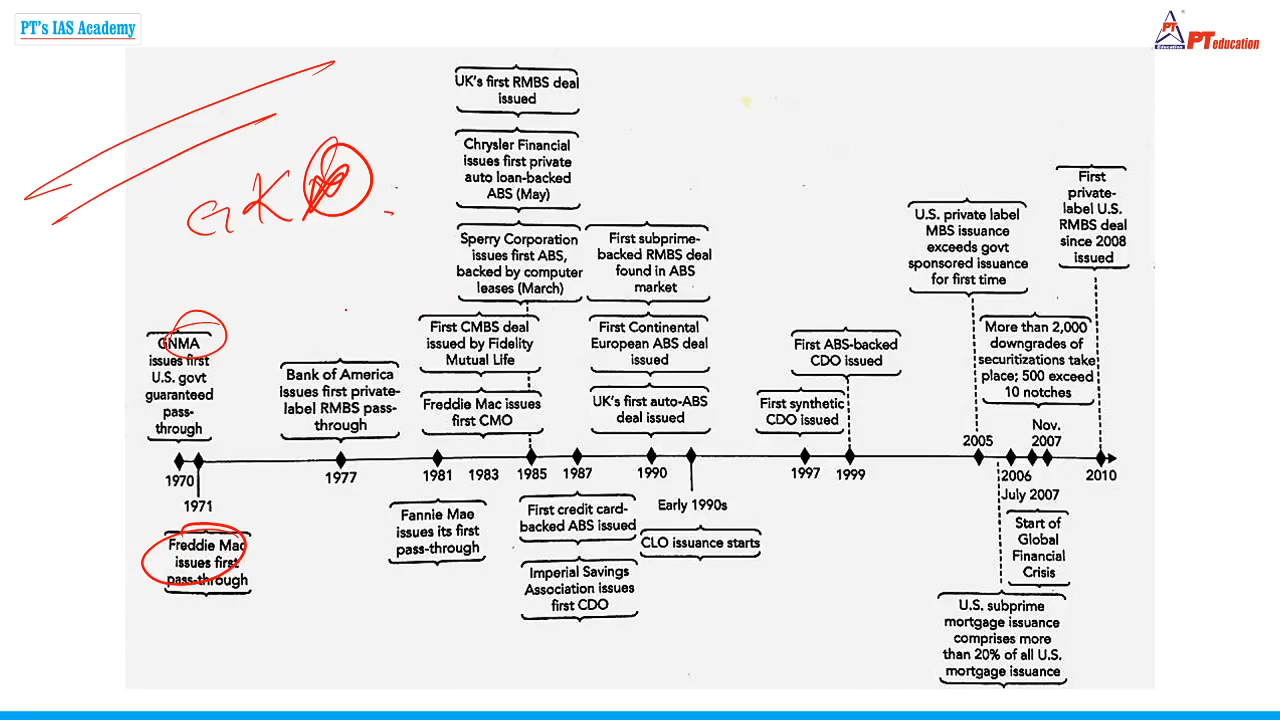 PT's IAS Academy
PT
Education
PT education
UK's first RMBS deal
issued
Chrysler Financial
issues first private
auto loan-backed
ABS (May)
Sperry Corporation
issues first ABS,
backed by computer
leases (March)
First subprime-
backed RMBS deal
found in ABS
market
U.S. private label
MBS issuance
exceeds govt
sponsored issuance
for first time
First
private-
label U.S.
RMBS deal
since 2008
issued
GK
GNMA
issues first
U.S. govt
guaranteed
pass-
through
Bank of America
issues first private-
label RMBS pass-
through
First CMBS deal
issued by Fidelity
Mutual Life
Freddie Mac issues
first CMO
First Continental
European ABS deal
issued
UK's first auto-ABS
deal issued
First synthetic
CDO issued
First ABS-backed
CDO issued
More than 2,000
downgrades of
securitizations take
place; 500 exceed
10 notches
1970
1971
1977
1981
1983
1985
1987
1990
Early 1990s
1997
1999
2005
2006
July 2007
Nov.
2007
2010
Freddie Mac
issues first
pass-through
Fannie Mae
issues its first
pass-through
First credit card-
backed ABS issued
Imperial Savings
Association issues
first CDO
CLO issuance starts
Start of
Global
Financial
Crisis
U.S. subprime
mortgage issuance
comprises more
than 20% of all U.S.
mortgage issuance